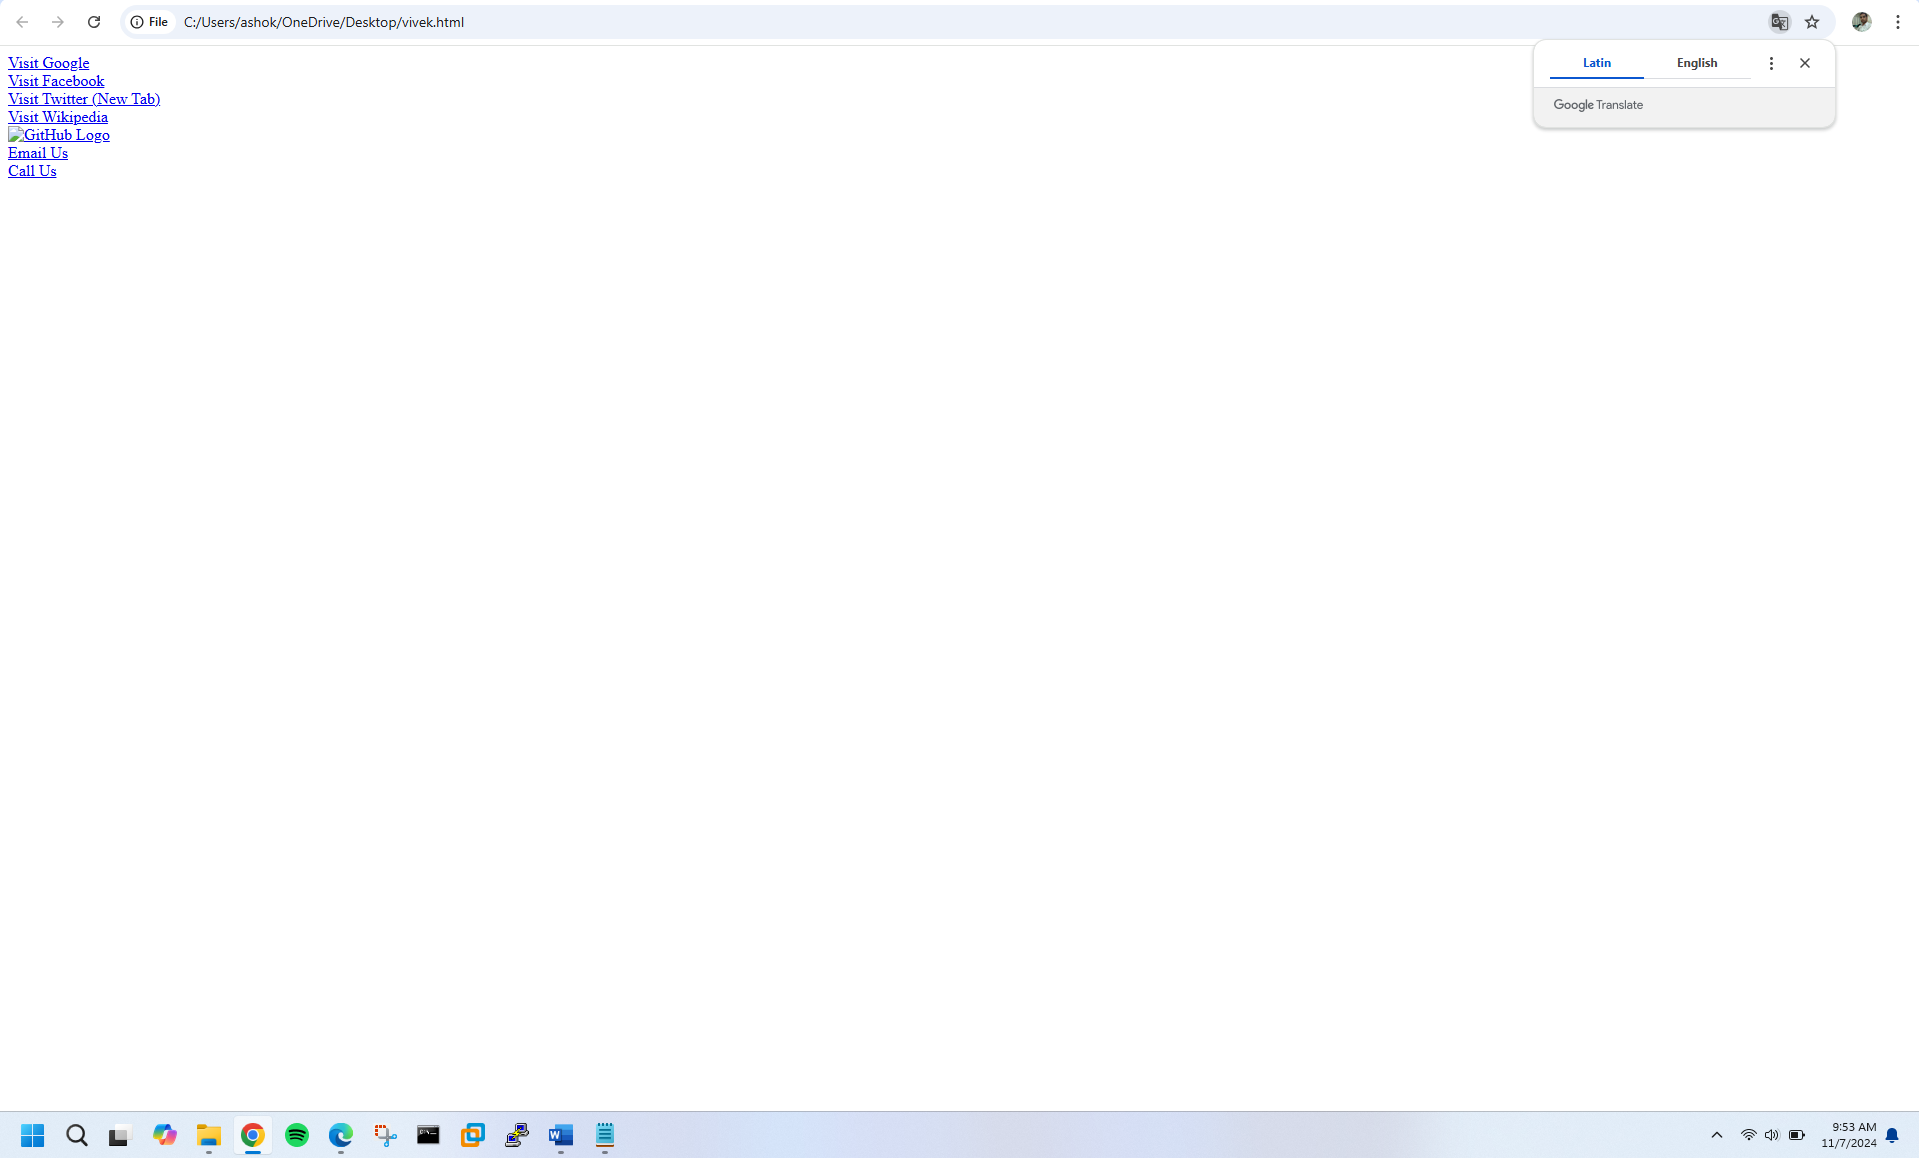 File C:/Users/ashok/OneDrive/Desktop/vivek.html
Latin English
Google Translate
Visit Google
Visit Facebook
Visit Twitter (New Tab)
Visit Wikipedia
GitHub Logo
Email Us
Call Us
9:53 AM
11/7/2024